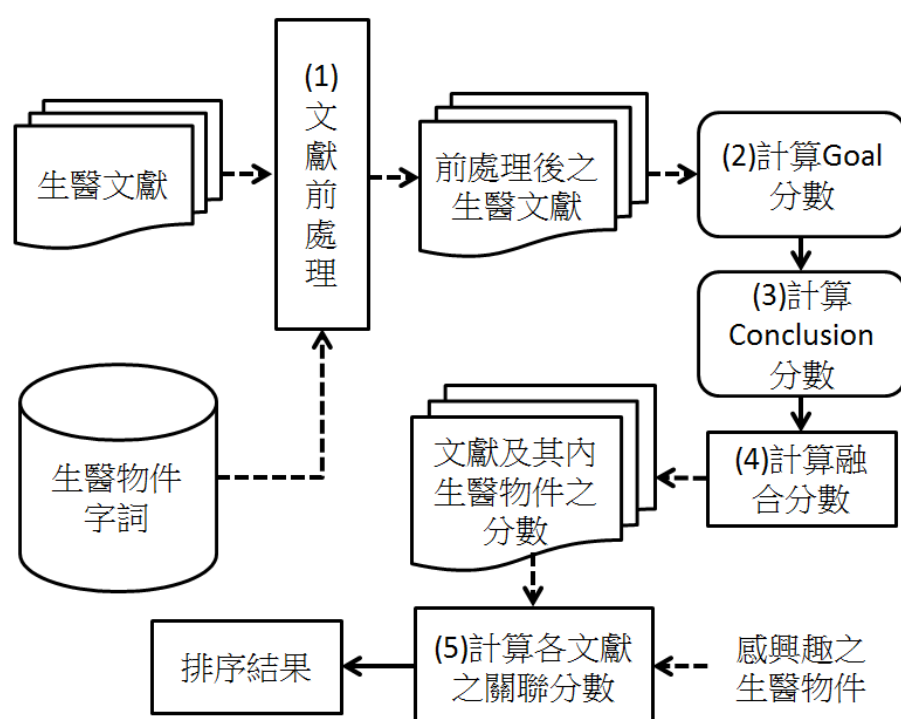 (1)
文
獻
前
處
理
生醫文獻
前處理後之
生醫文獻
(2)計算Goal
分數
(3)計算
Conclusion
分數
生醫物件
字詞
文獻及其內
生醫物件之
分數
(4)計算融
合分數
排序結果
(5)計算各文獻
之關聯分數
感興趣之
生醫物件